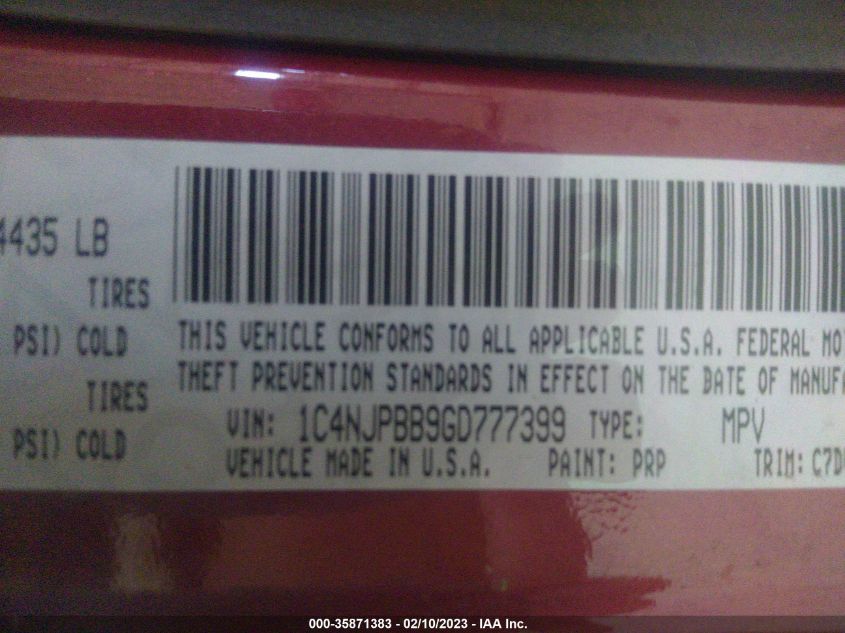 4435 LB
TIRES
PSI) COLD
TIRES
PSI) COLD
THIS VEHICLE CONFORMS TO ALL APPLICABLE U.S.A. FEDERAL MO
THEFT PREVENTION STANDARDS IN EFFECT ON THE DATE OF MANUFA
VIN: 1C4NJPBB9GD777399 TYPE: MPV
VEHICLE MADE IN U.S.A. PAINT: PRP TRIM: C7D
000-35871383 - 02/10/2023 - IAA Inc.